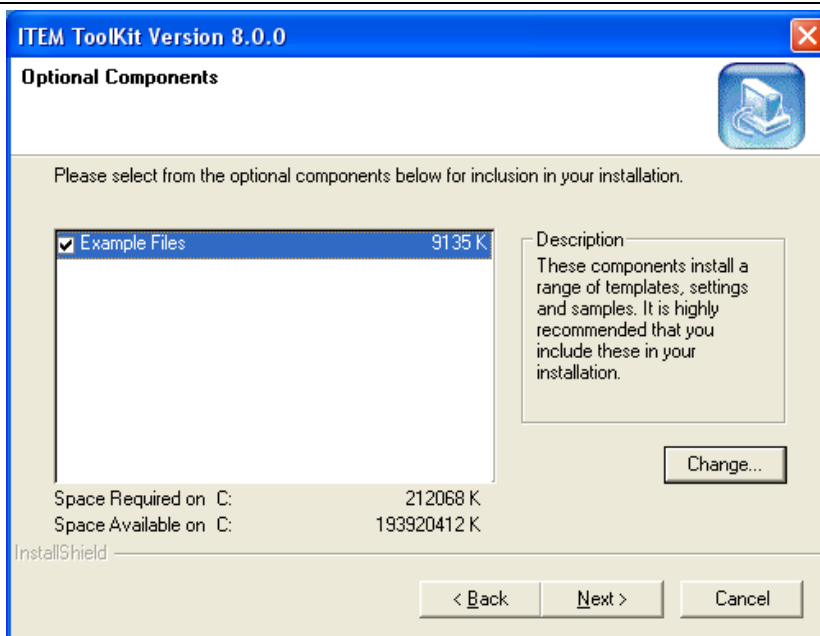 ITEM ToolKit Version 8.0.0
Optional Components
Please select from the optional components below for inclusion in your installation.
Example Files 9135 K
Description
These components install a
range of templates, settings
and samples. It is highly
recommended that you
include these in your
installation.
Change...
Space Required on C: 212068 K
Space Available on C: 193920412 K
InstallShield
< Back Next > Cancel